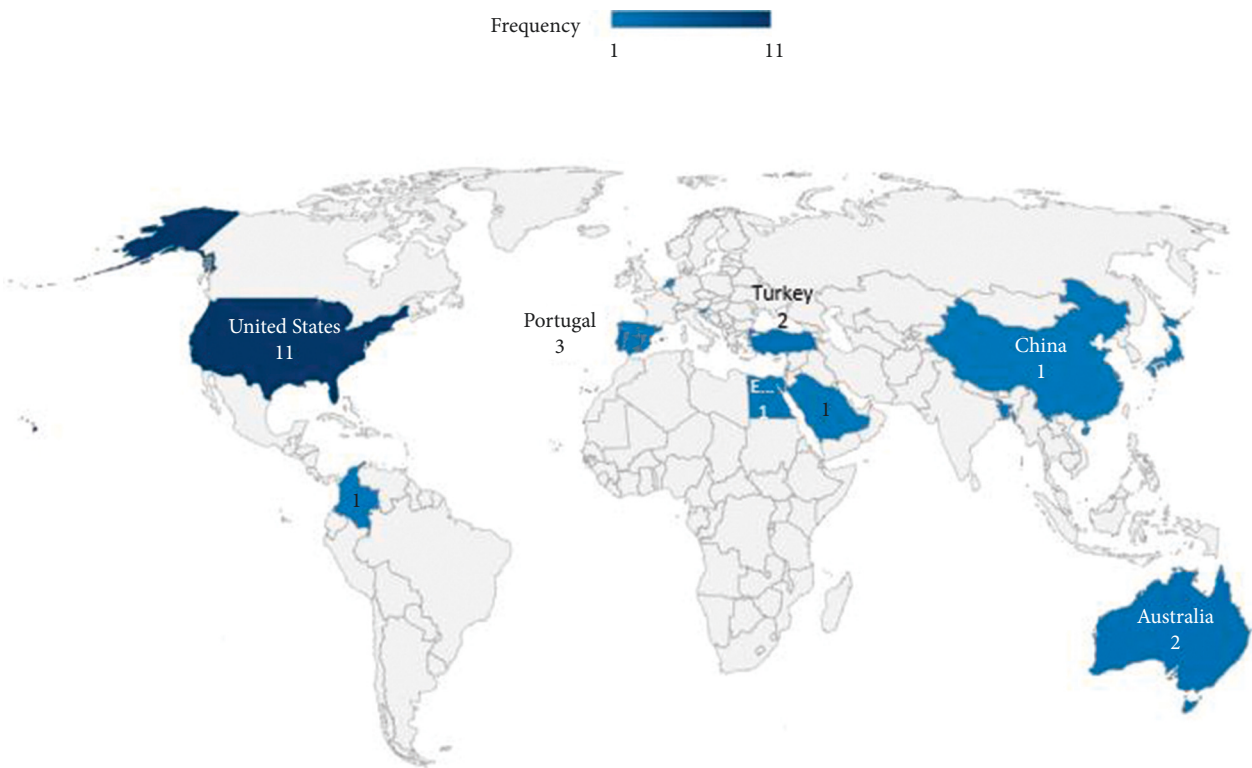 Frequency
1
11
United States
11
Portugal
3
Turkey
2
China
1
E...
1
1
1
Australia
2